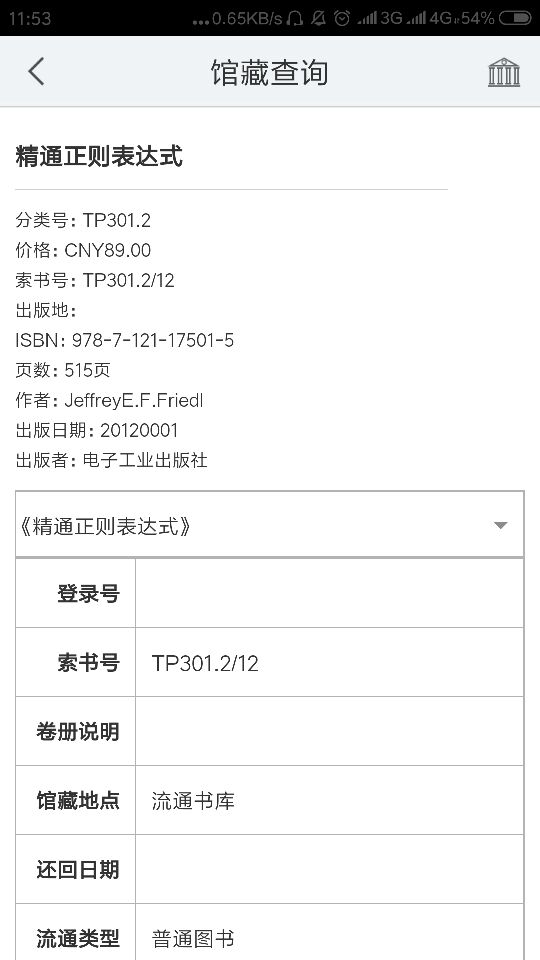 11:53
...0.65KB/s 3G 4G 54%
馆藏查询
精通正则表达式
分类号: TP301.2
价格: CNY89.00
索书号: TP301.2/12
出版地:
ISBN: 978-7-121-17501-5
页数: 515页
作者: JeffreyE.F.Friedl
出版日期: 20120001
出版者: 电子工业出版社
《精通正则表达式》
登录号
索书号 TP301.2/12
卷册说明
馆藏地点 流通书库
还回日期
流通类型 普通图书